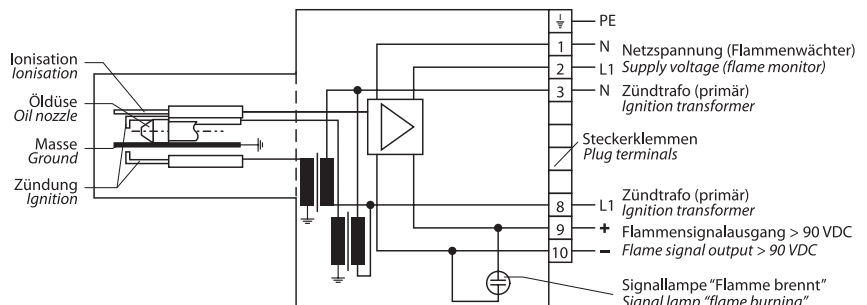 PE
1 N Netzspannung (Flammenwächter)
2 L1 Supply voltage (flame monitor)
3 N Zündtrafo (primär)
Ignition transformer
Ionisation
Ionisation
Öldüse
Oil nozzle
Masse
Ground
Zündung
Ignition
Steckerklemmen
Plug terminals
8 L1 Zündtrafo (primär)
Ignition transformer
9 + Flammensignalausgang > 90 VDC
10 – Flame signal output > 90 VDC
Signallampe "Flamme brennt"
Signal lamp "flame burning"